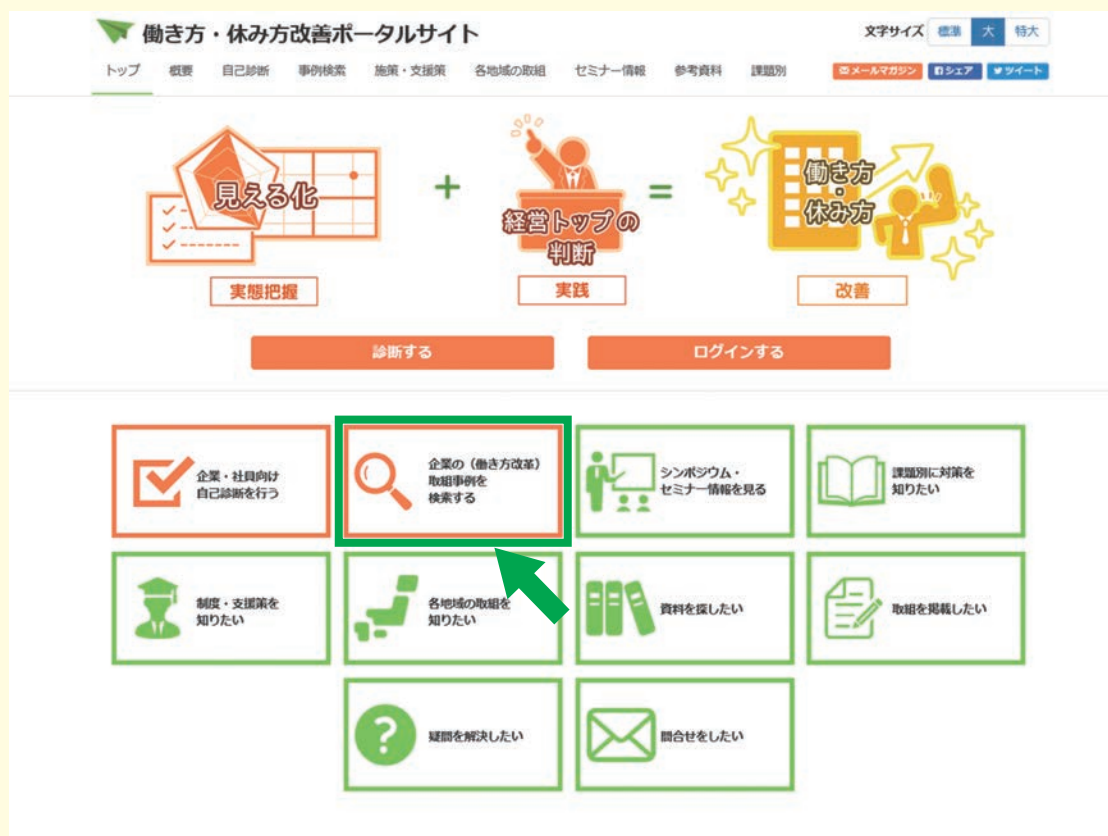 働き方・休み方改善ポータルサイト
文字サイズ 標準 大 特大
トップ 概要 自己診断 事例検索 施策・支援策 各地域の取組 セミナー情報 参考資料 課題別 メールマガジン シェア ツイート
見える化
+
経営トップの
判断
=
働き方
・
休み方
実態把握
実践
改善
診断する
ログインする
企業・社員向け
自己診断を行う
企業の（働き方改革）
取組事例を
検索する
シンポジウム・
セミナー情報を見る
課題別に対策を
知りたい
制度・支援策を
知りたい
各地域の取組を
知りたい
資料を探したい
取組を掲載したい
?
疑問を解決したい
問合せをしたい